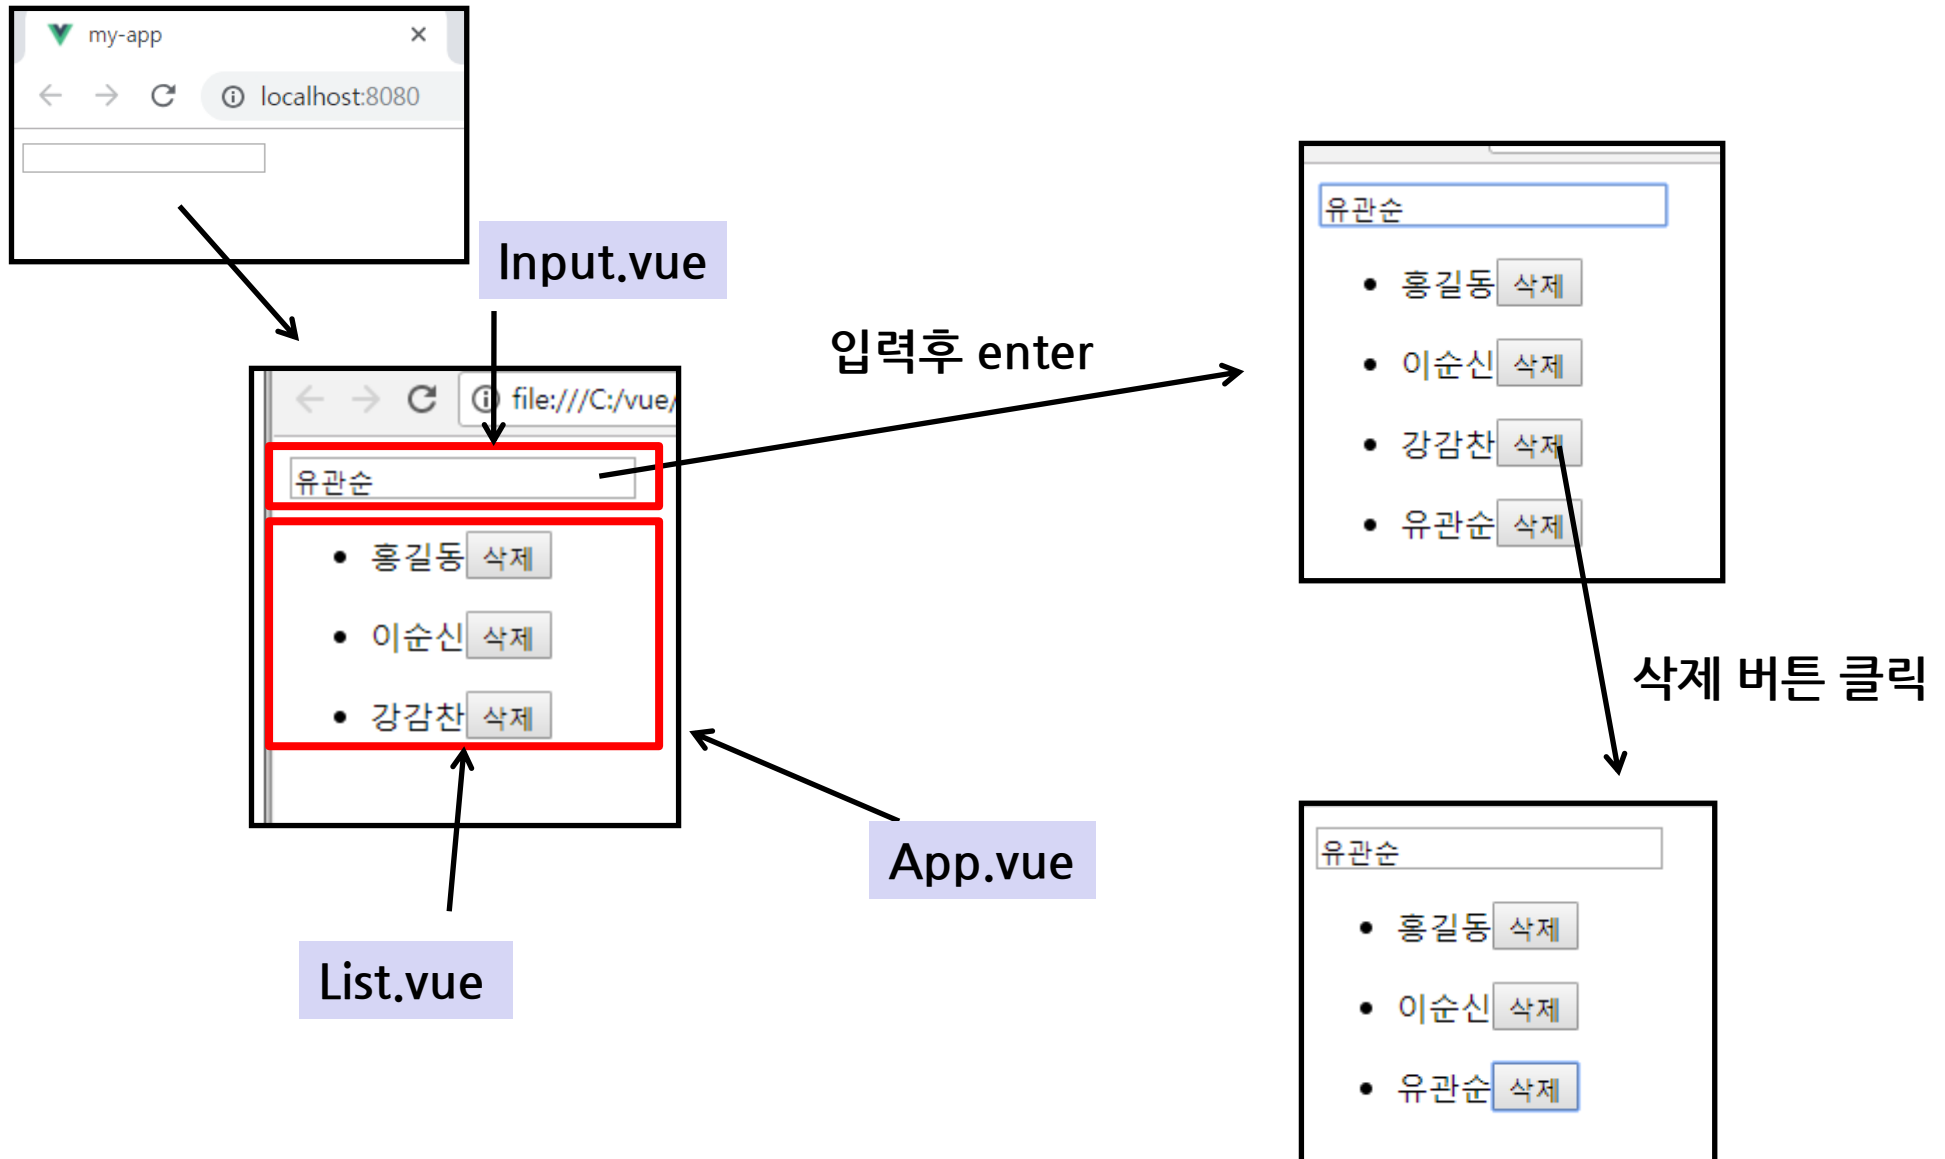 my-app
localhost:8080
Input.vue
입력후 enter
file:///C:/vue/
유관순
홍길동 삭제
이순신 삭제
강감찬 삭제
App.vue
List.vue
유관순
홍길동 삭제
이순신 삭제
강감찬 삭제
유관순 삭제
삭제 버튼 클릭
유관순
홍길동 삭제
이순신 삭제
유관순 삭제